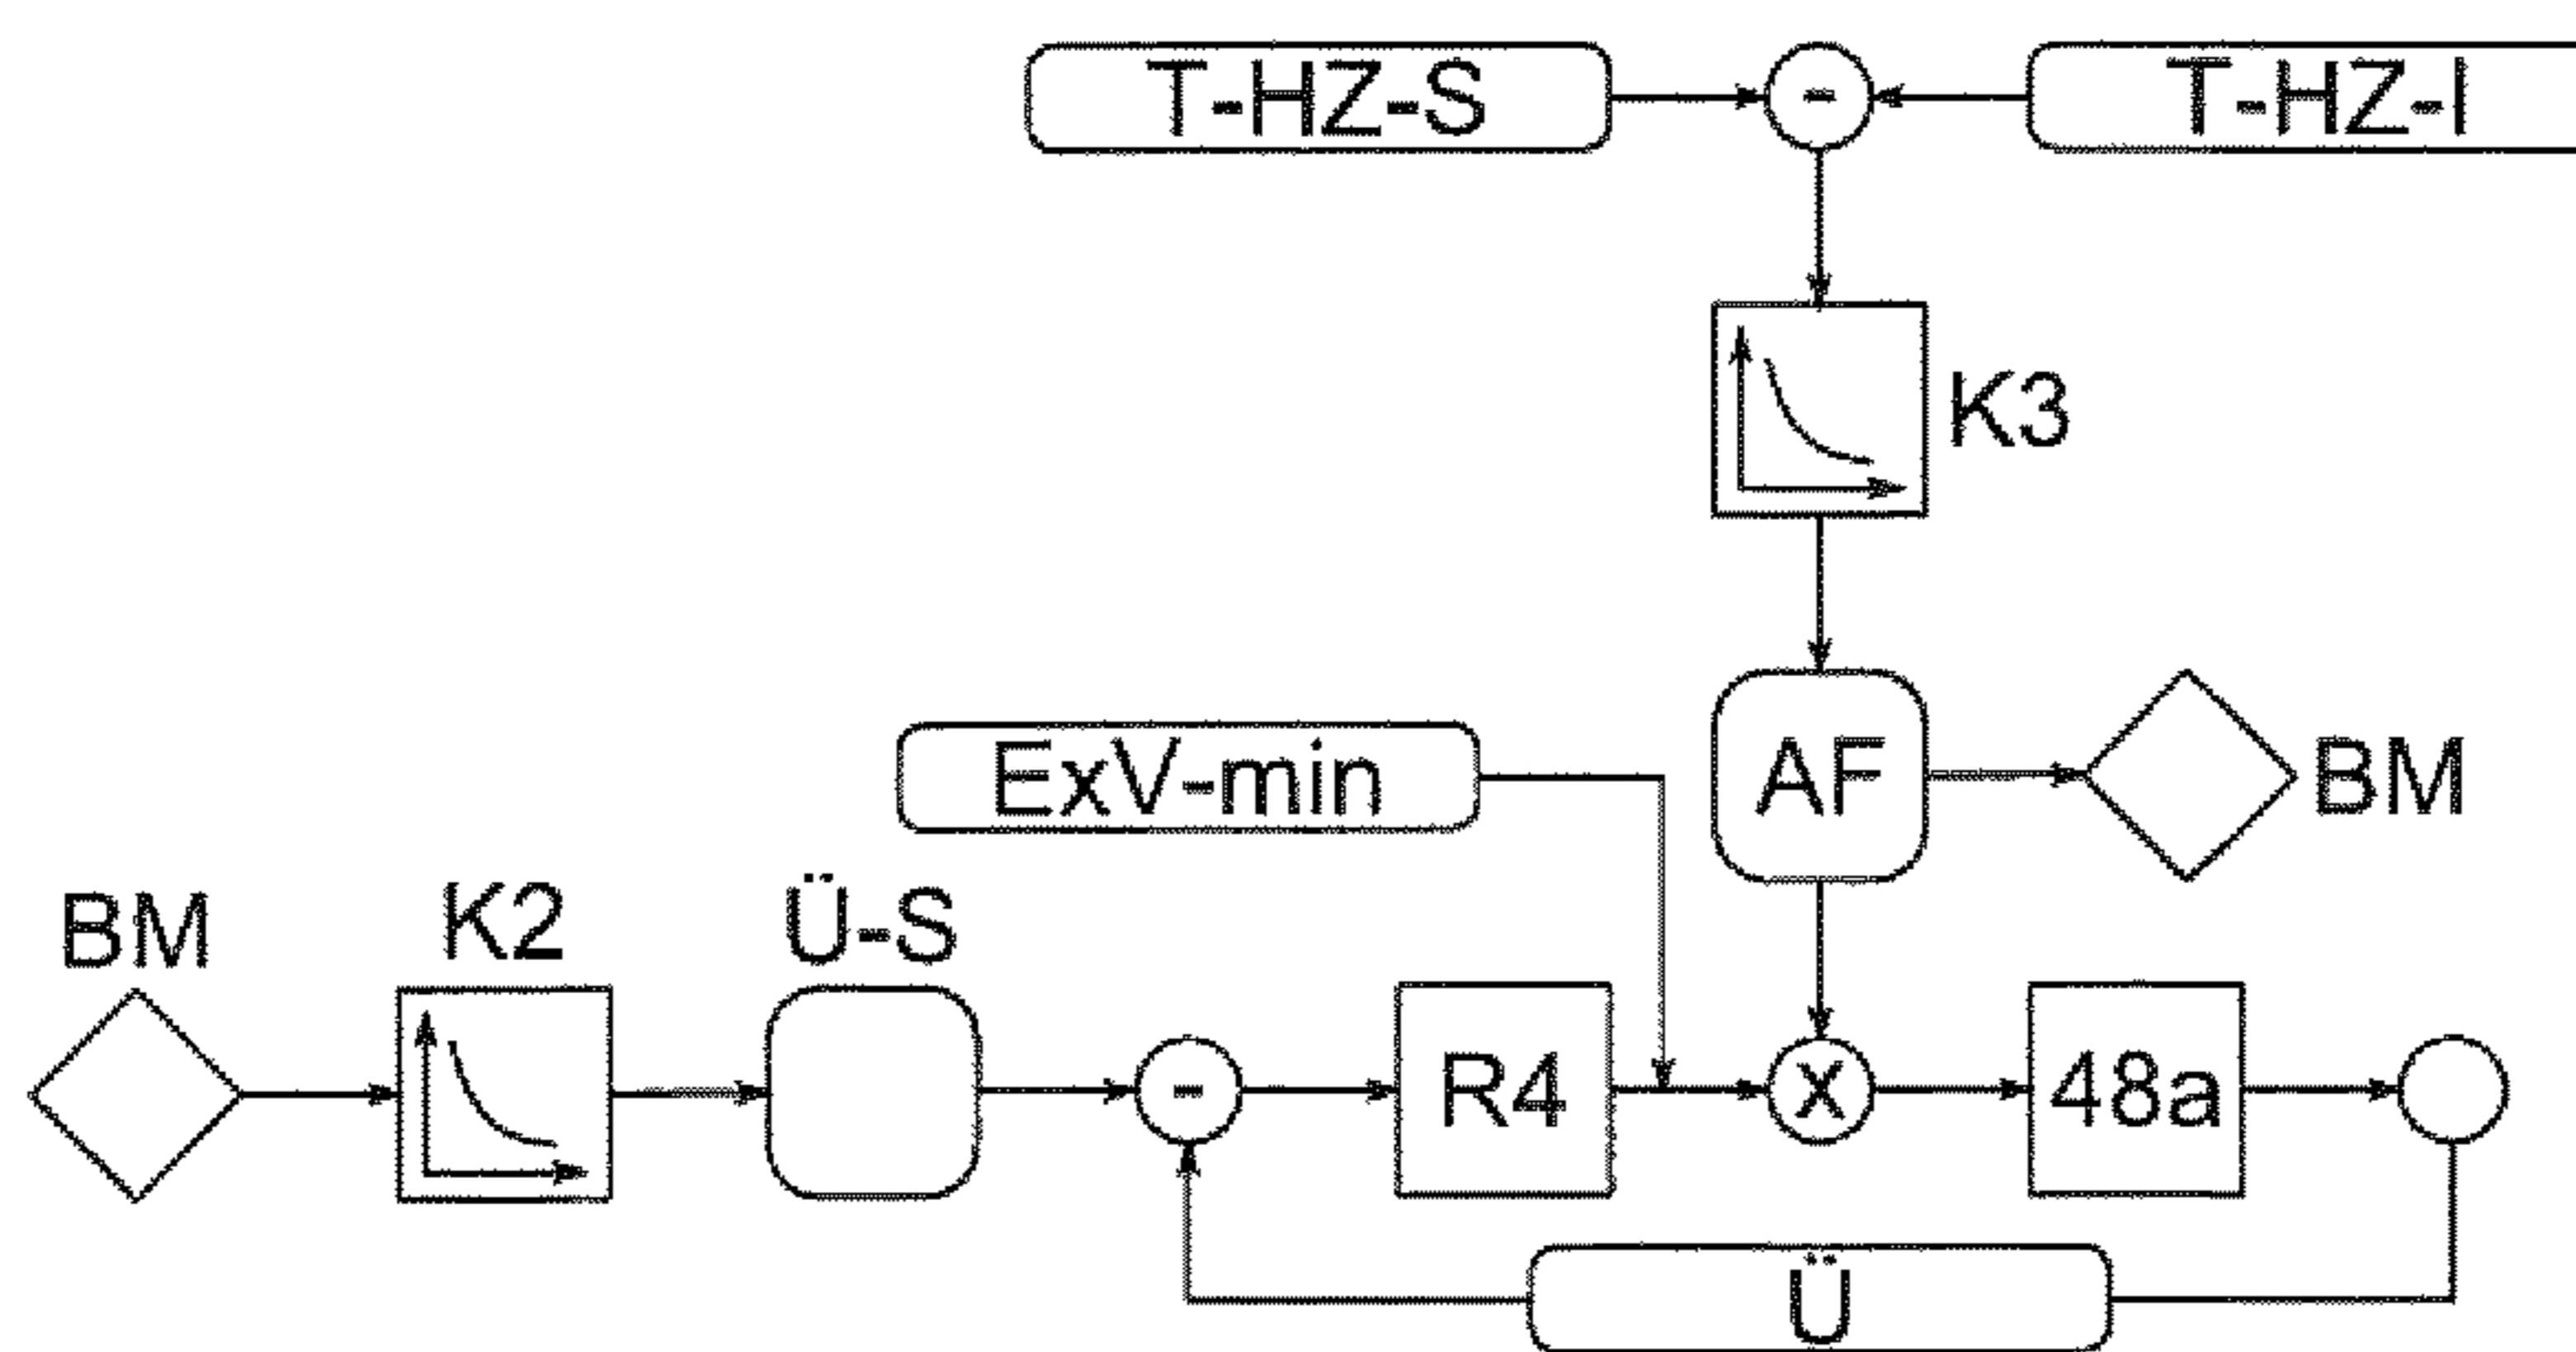 T-HZ-S
-
T-HZ-I
K3
ExV-min
AF
BM
BM
K2
Ü-S
-
R4
X
48a
Ü